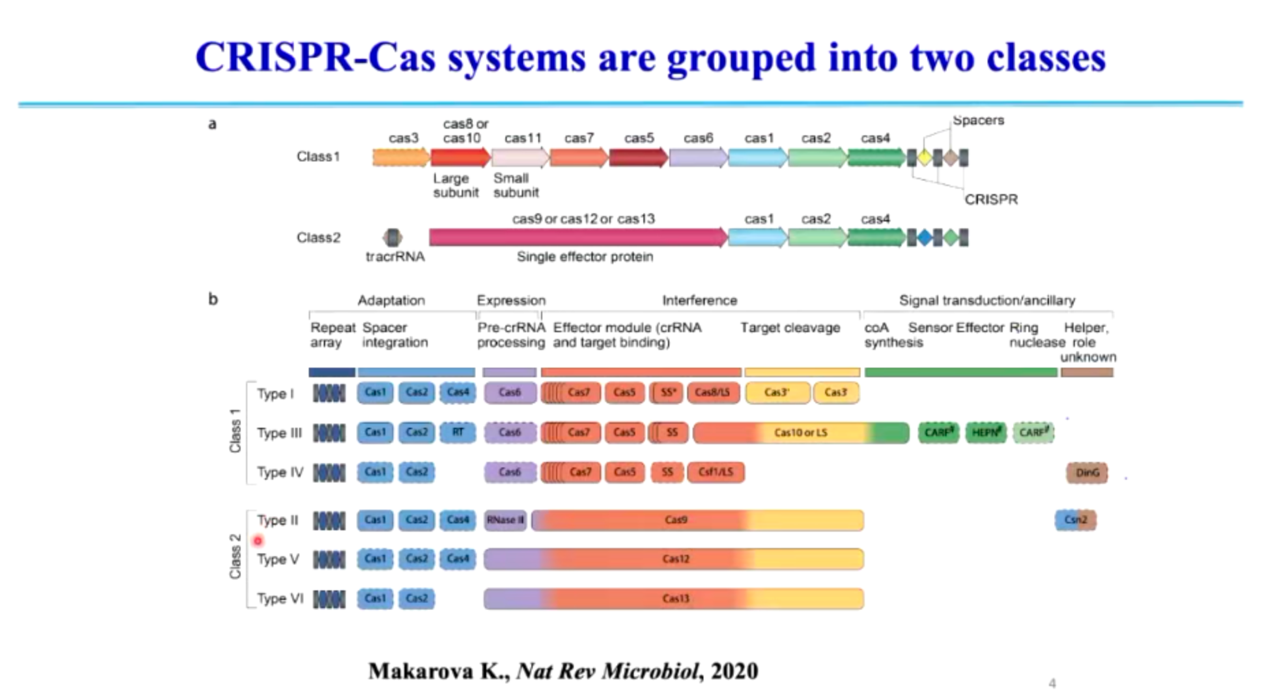 CRISPR-Cas systems are grouped into two classes
a
Spacers
cas8 or
cas3 cas10 cas11 cas7 cas5 cas6 cas1 cas2 cas4
Class1
Large Small
subunit subunit
CRISPR
cas9 or cas12 or cas13 cas1 cas2 cas4
Class2
tracrRNA Single effector protein
b
Adaptation Expression Interference Signal transduction/ancillary
Repeat Spacer Pre-crRNA Effector module (crRNA Target cleavage coA Sensor Effector Ring Helper,
array integration processing and target binding) synthesis nuclease role
unknown
Class 1
Type I Cas1 Cas2 Cas4 Cas6 Cas7 Cas5 SS* Cas8/LS Cas3' Cas3
Type III Cas1 Cas2 RT Cas6 Cas7 Cas5 SS Cas10 or LS CARF HEPN CARF
Type IV Cas1 Cas2 Cas6 Cas7 Cas5 SS Csf1/LS DinG
Class 2
Type II Cas1 Cas2 Cas4 RNase III Cas9 Csn2
Type V Cas1 Cas2 Cas4 Cas12
Type VI Cas1 Cas2 Cas13
Makarova K., Nat Rev Microbiol, 2020
4